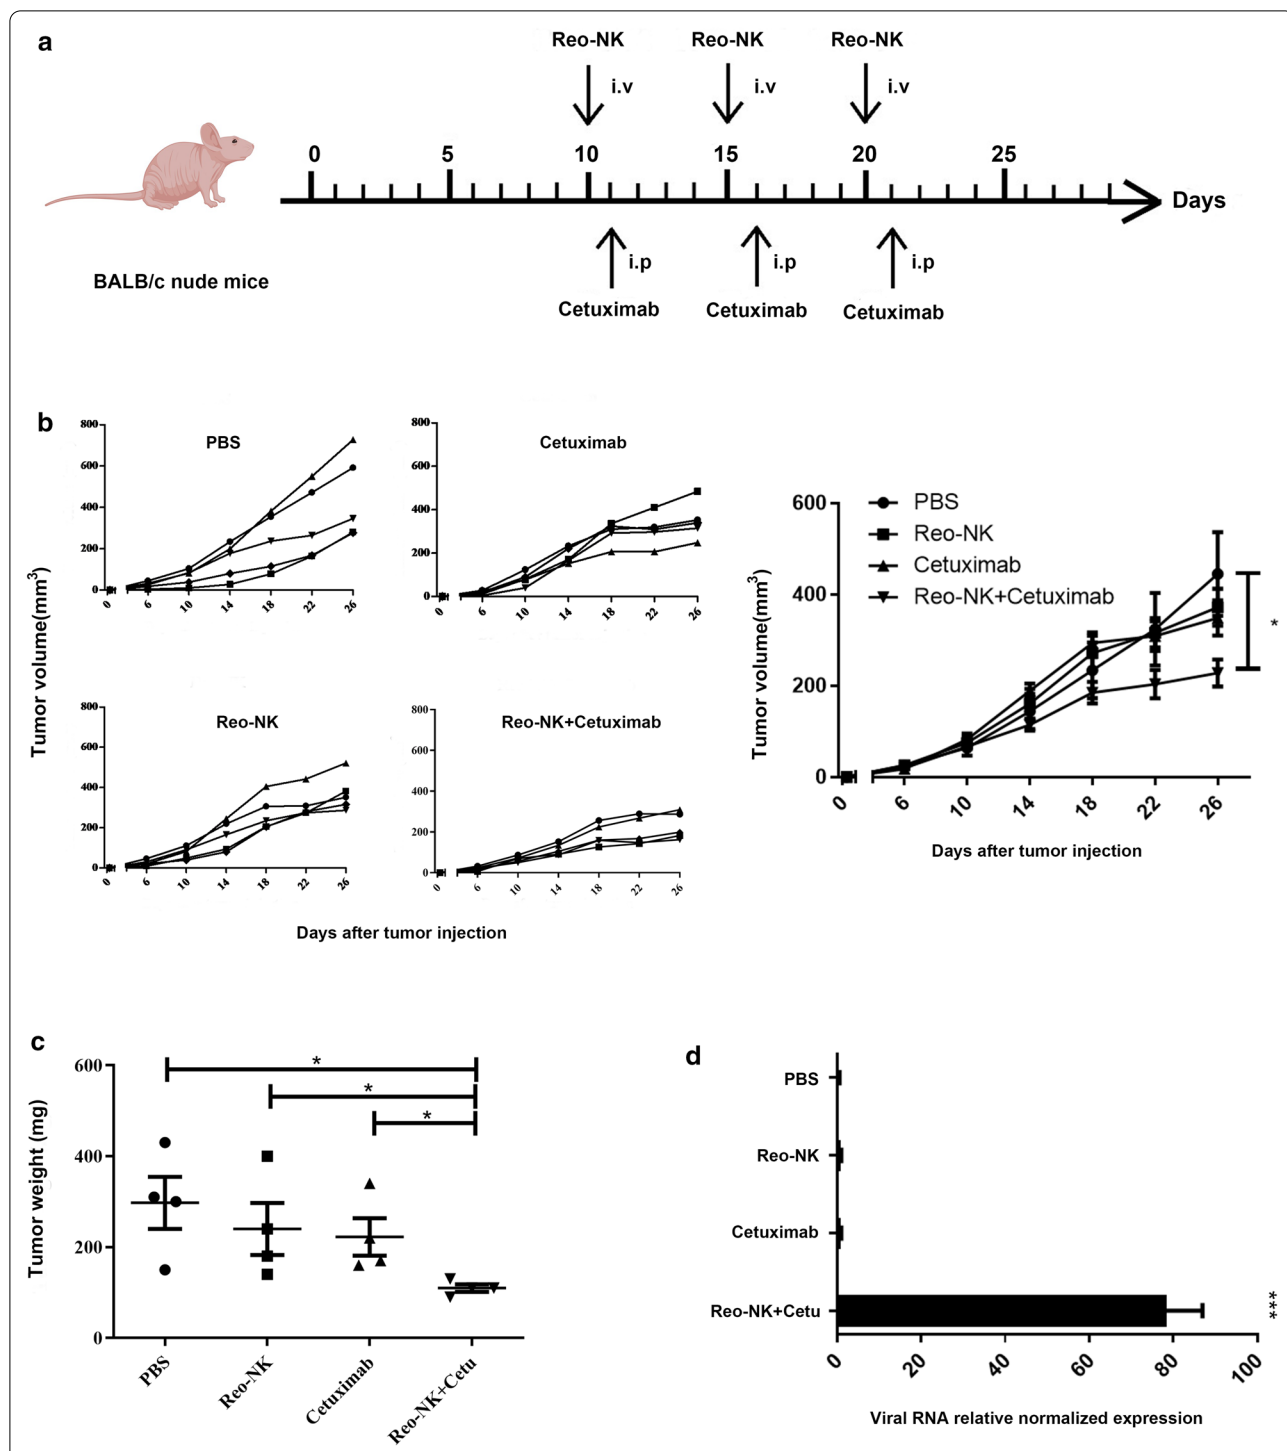 a
Reo-NK Reo-NK Reo-NK
i.v i.v i.v
0 5 10 15 20 25
Days
i.p i.p i.p
BALB/c nude mice
Cetuximab Cetuximab Cetuximab
b
Tumor volume(mm3)
PBS
800
600
400
200
0
0 6 10 14 18 22 26
Cetuximab
800
600
400
200
0
0 6 10 14 18 22 26
Reo-NK
800
600
400
200
0
0 6 10 14 18 22 26
Reo-NK+Cetuximab
800
600
400
200
0
0 6 10 14 18 22 26
Days after tumor injection
Tumor volume(mm3)
600
400
200
0
PBS
Reo-NK
Cetuximab
Reo-NK+Cetuximab
*
0 6 10 14 18 22 26
Days after tumor injection
c
Tumor weight (mg)
600
400
200
0
*
*
*
PBS
Reo-NK
Cetuximab
Reo-NK+Cetu
d
PBS
Reo-NK
Cetuximab
Reo-NK+Cetu
***
0 20 40 60 80 100
Viral RNA relative normalized expression